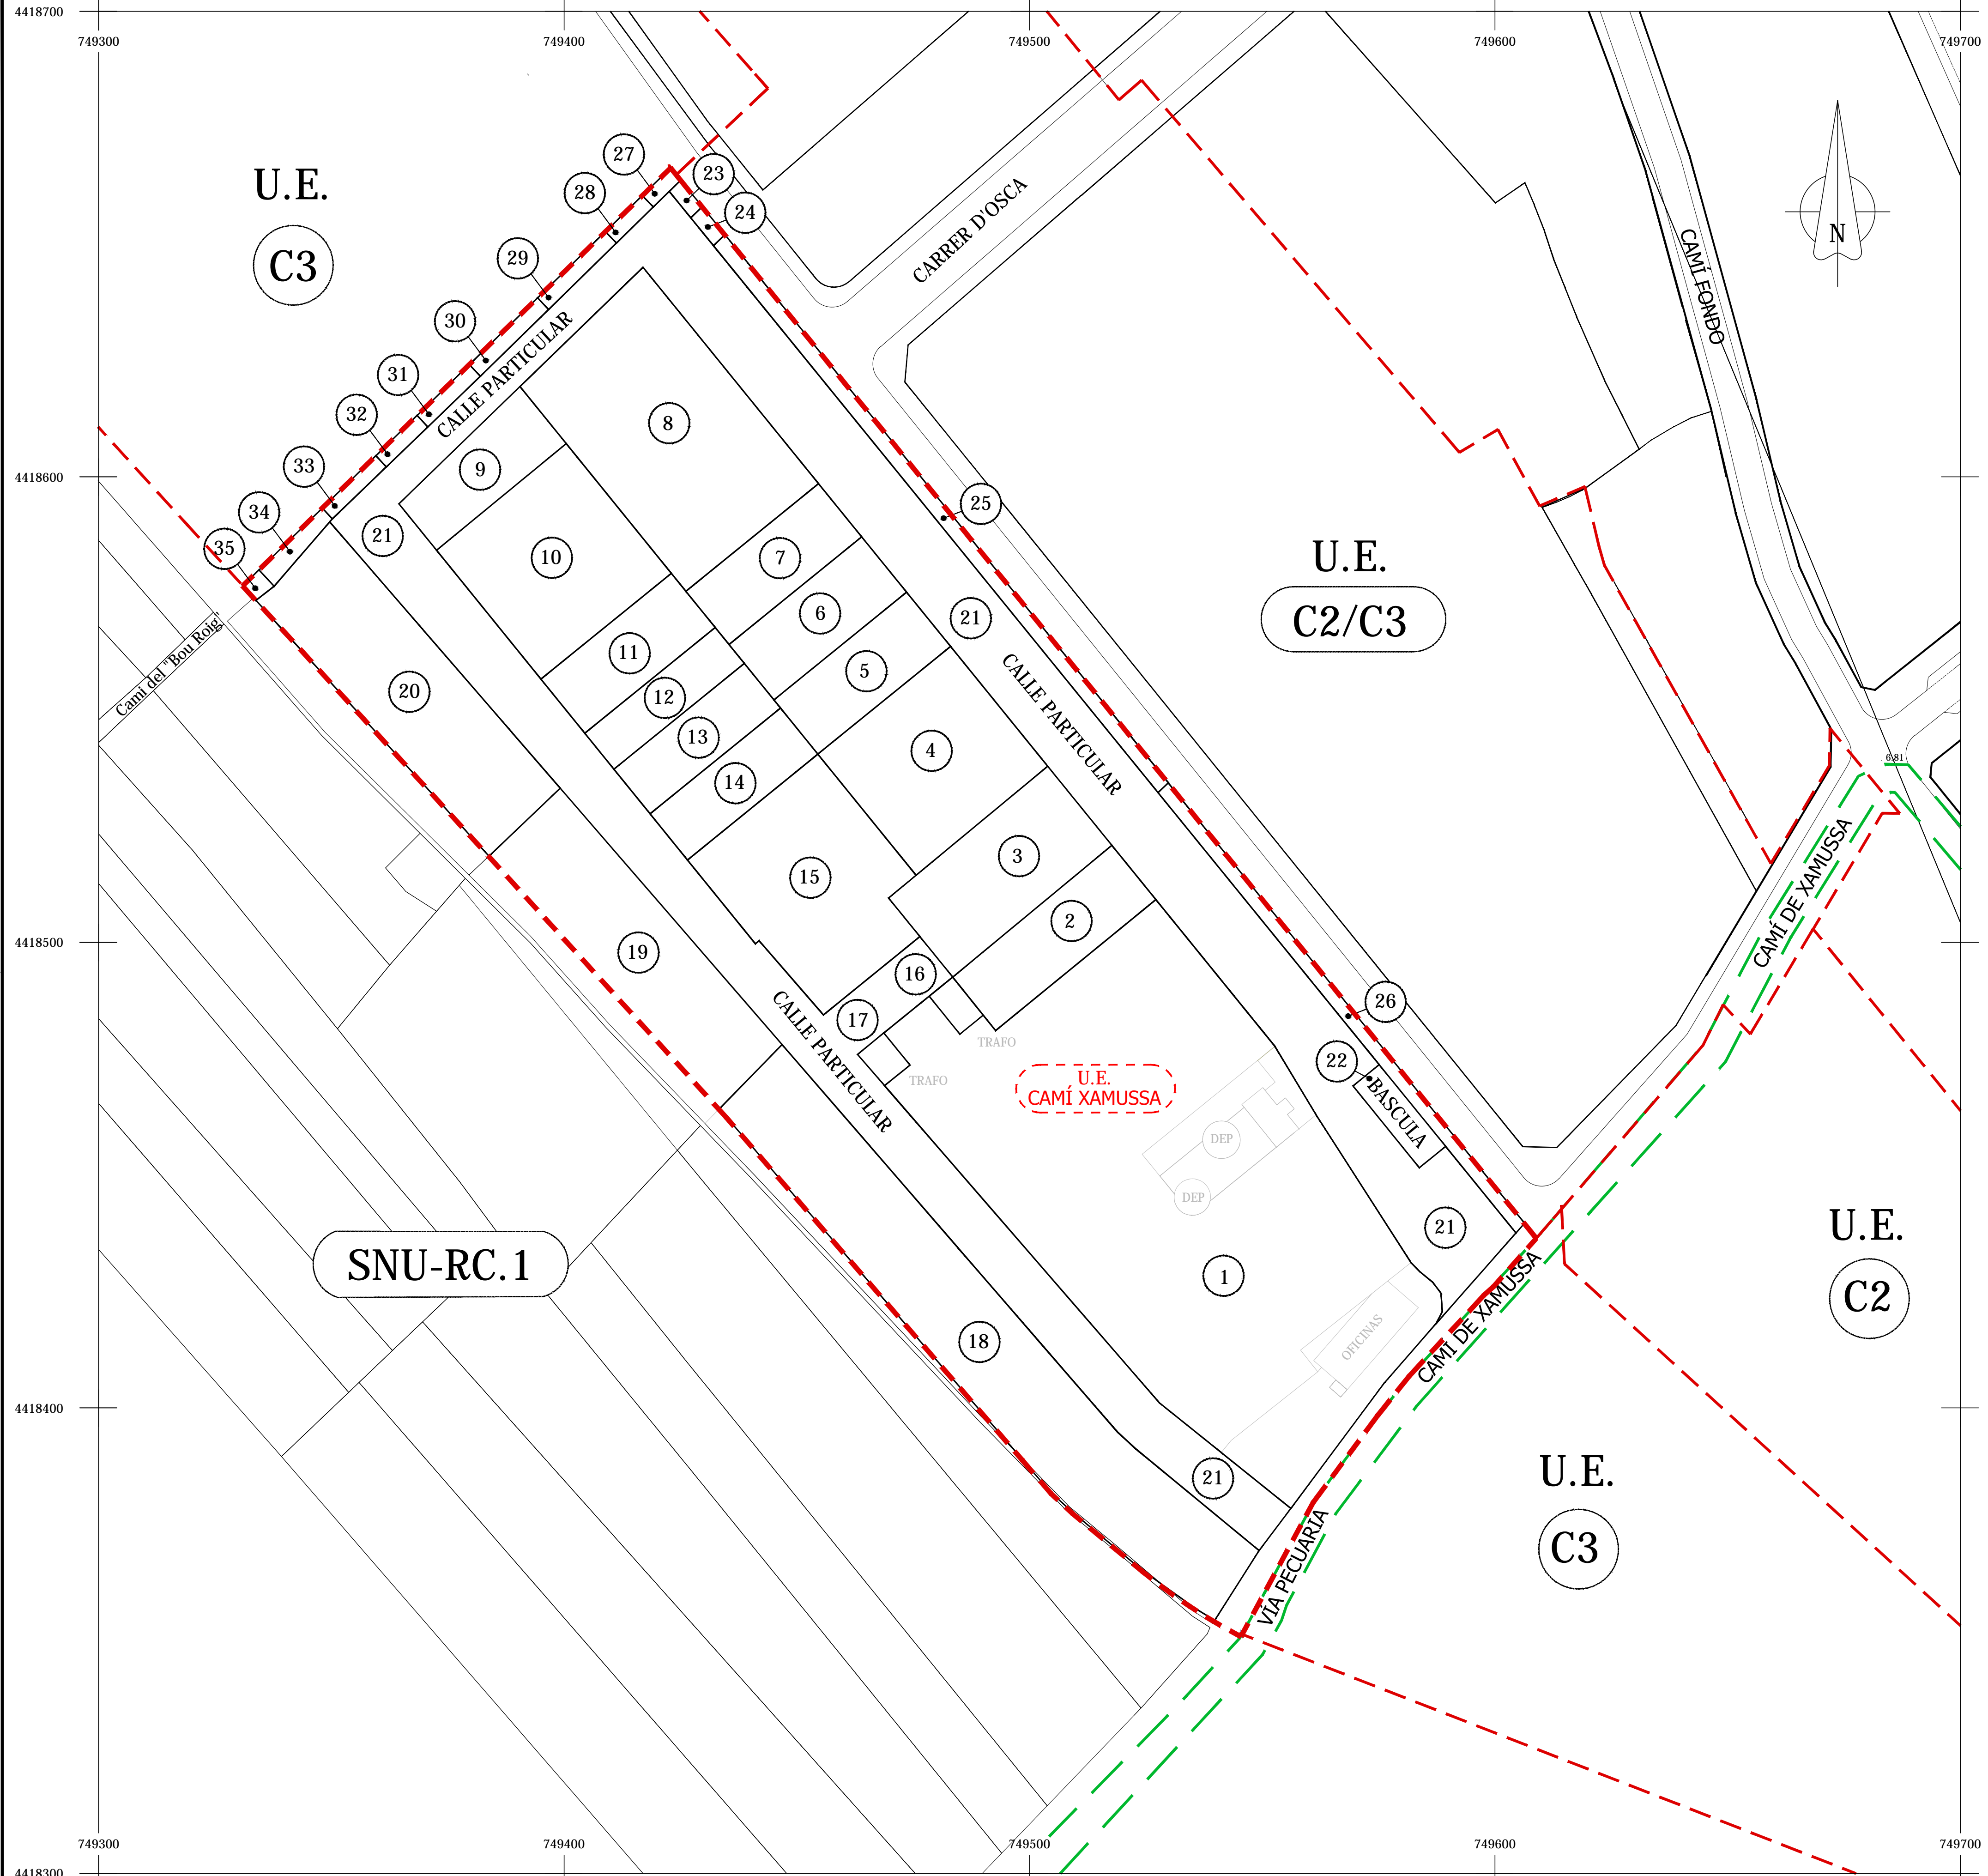 4418700
749300
749400
749500
749600
749700
27
23
U.E.
28
24
CARRER D'OSCA
C3
29
CAMÍ FONDO
N
30
CALLE PARTICULAR
31
32
8
33
9
34
21
25
4418600
35
10
7
U.E.
6
21
C2/C3
11
Cami del "Bou Roig"
20
12
5
CALLE PARTICULAR
13
4
6.81
14
3
CAMÍ DE XAMUSSA
15
2
4418500
19
16
26
17
CALLE PARTICULAR
TRAFO
22
TRAFO
U.E.
CAMÍ XAMUSSA
BASCULA
DEP
DEP
21
U.E.
SNU-RC.1
1
C2
CAMÍ DE XAMUSSA
18
OFICINAS
4418400
21
U.E.
VÍA PECUARIA
C3
749300
749400
749500
749600
749700
4418300